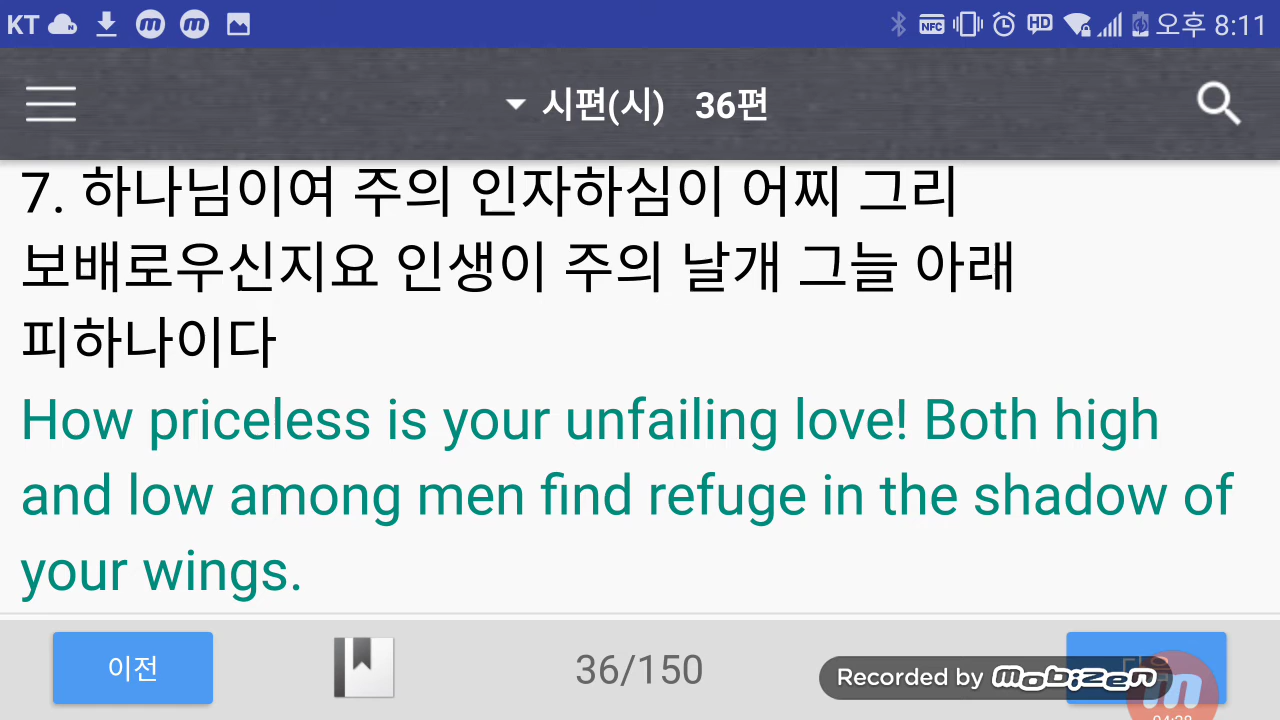 KT NFC HD 오후 8:11
시편(시) 36편
7. 하나님이여 주의 인자하심이 어찌 그리
보배로우신지요 인생이 주의 날개 그늘 아래
피하나이다
How priceless is your unfailing love! Both high
and low among men find refuge in the shadow of
your wings.
이전 36/150 다음
Recorded by mobizen
04:28